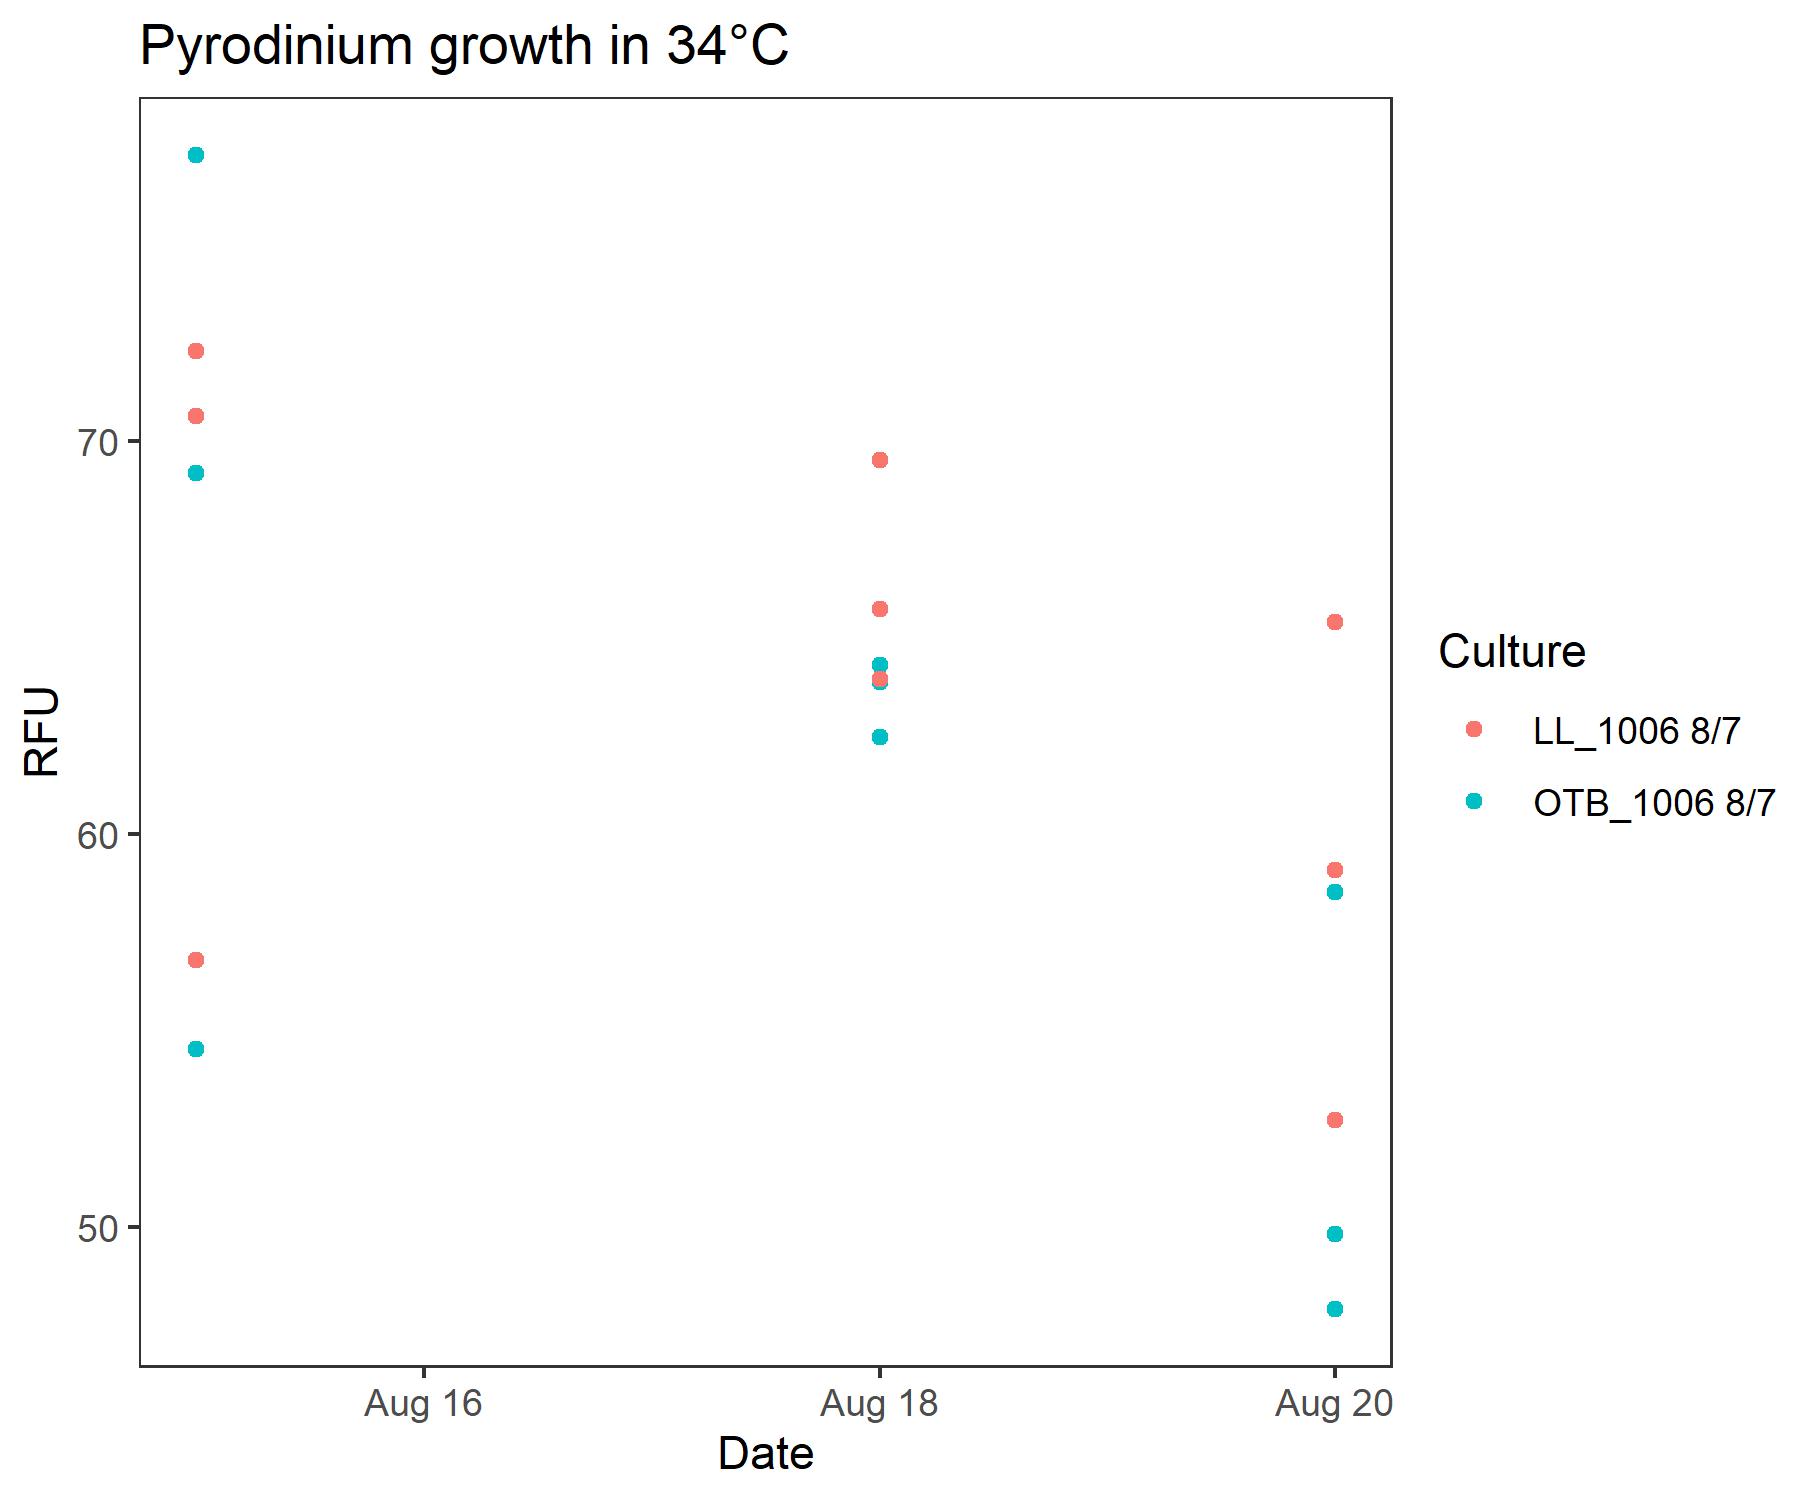 Pyrodinium growth in 34°C
70
60
50
RFU
Aug 16
Aug 18
Aug 20
Date
Culture
LL_1006 8/7
OTB_1006 8/7